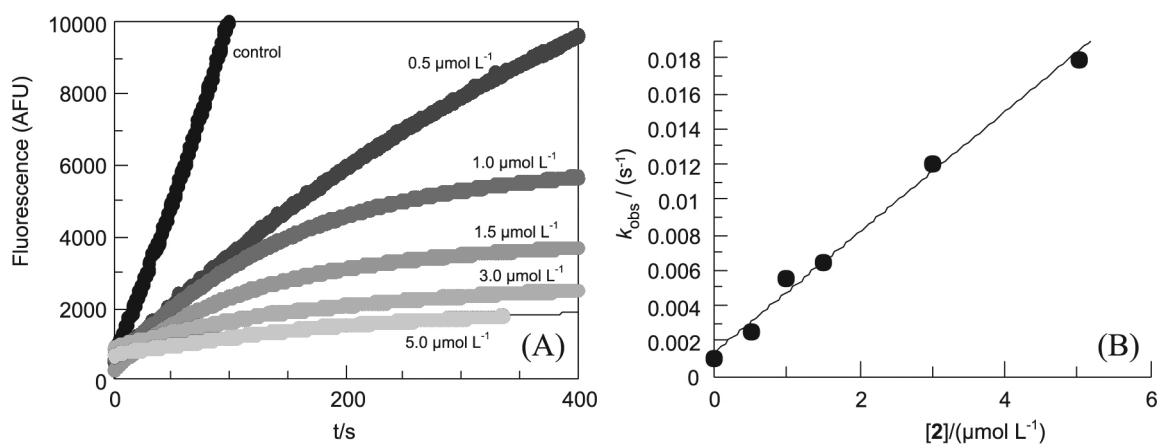 10000
8000
6000
4000
2000
0
Fluorescence (AFU)
control
0.5 µmol L⁻¹
1.0 µmol L⁻¹
1.5 µmol L⁻¹
3.0 µmol L⁻¹
5.0 µmol L⁻¹
(A)
0 200 400
t/s
0.018
0.016
0.014
0.012
0.010
0.008
0.006
0.004
0.002
0
k_obs / (s⁻¹)
(B)
0 2 4 6
[2]/(µmol L⁻¹)